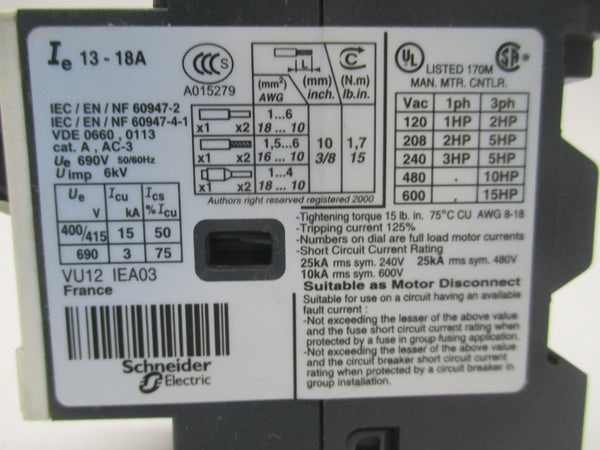 Ie 13 - 18A
CCC
A015279
IEC / EN / NF 60947-2
IEC / EN / NF 60947-4-1
VDE 0660 , 0113
cat. A , AC-3
Ue 690V 50/60Hz
U imp 6kV
Ue V Icu kA Ics % Icu
400/415 15 50
690 3 75
VU12 IEA03
France
Schneider
Electric
L C
(mm²) AWG (mm) inch. (N.m) lb.in.
x1 x2 1...6 18 ... 10
x1 x2 1,5...6 16 ... 10 10 3/8 1,7 15
x1 x2 1...4 18 ... 10
Authors right reserved registered 2000
UL LISTED 170M SA
MAN. MTR. CNTLR.
Vac 1ph 3ph
120 1HP 2HP
208 2HP 5HP
240 3HP 5HP
480 . 10HP
600 . 15HP
-Tightening torque 15 lb. in. 75°C CU AWG 8-18
-Tripping current 125%
-Numbers on dial are full load motor currents
-Short Circuit Current Rating
25kA rms sym. 240V 25kA rms sym. 480V
10kA rms sym. 600V
Suitable as Motor Disconnect
Suitable for use on a circuit having an available
fault current :
-Not exceeding the lesser of the above value
and the fuse short circuit current rating when
protected by a fuse in group fusing application.
-Not exceeding the lesser of the above value
and the circuit breaker short circuit current
rating when protected by a circuit breaker in
group installation.